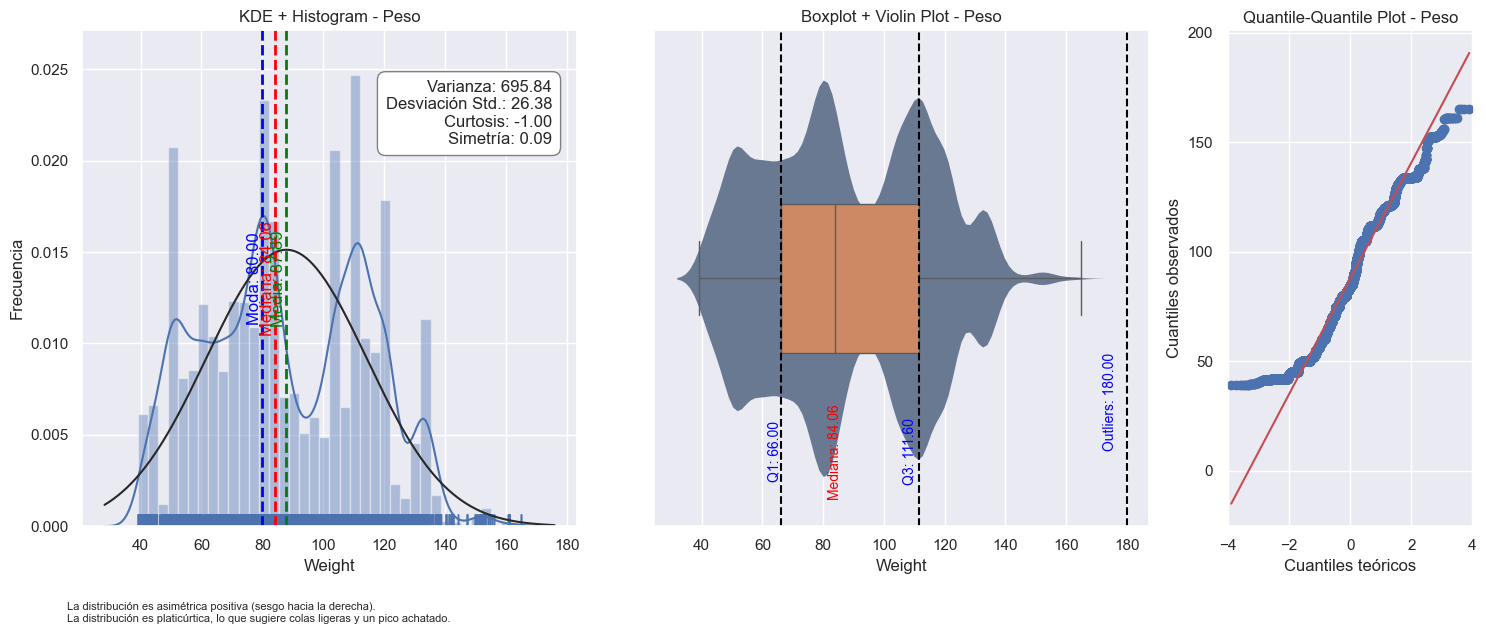 KDE + Histogram - Peso
Frecuencia
0.025
0.020
0.015
0.010
0.005
0.000
Varianza: 695.84
Desviación Std.: 26.38
Curtosis: -1.00
Simetría: 0.09
Moda: 80.00
Mediana: 84.06
Media:
40 60 80 100 120 140 160 180
Weight
Boxplot + Violin Plot - Peso
Q1: 66.00
Mediana: 84.06
Q3: 111.60
Outliers: 180.00
40 60 80 100 120 140 160 180
Weight
Quantile-Quantile Plot - Peso
Cuantiles observados
200
150
100
50
0
−4 −2 0 2 4
Cuantiles teóricos
La distribución es asimétrica positiva (sesgo hacia la derecha).
La distribución es platicúrtica, lo que sugiere colas ligeras y un pico achatado.